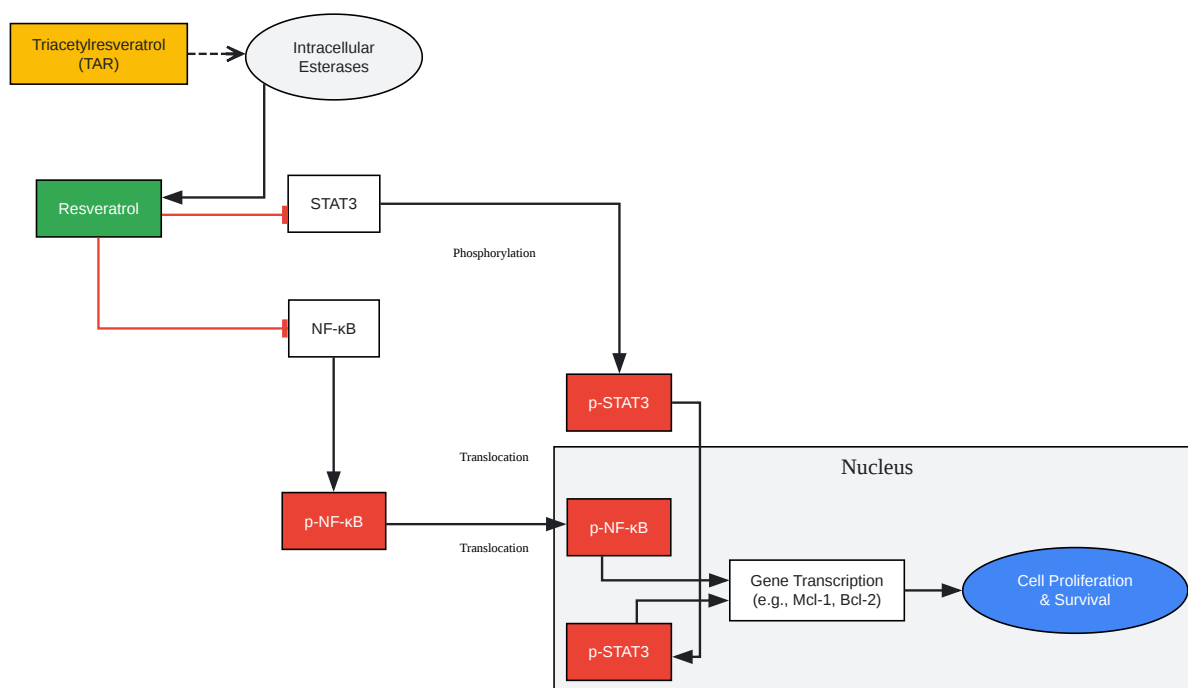 Triacetylresveratrol
(TAR)
Intracellular
Esterases
Resveratrol
STAT3
Phosphorylation
NF-κB
p-STAT3
Translocation
Nucleus
p-NF-κB
p-NF-κB
Translocation
Gene Transcription
(e.g., Mcl-1, Bcl-2)
Cell Proliferation
& Survival
p-STAT3